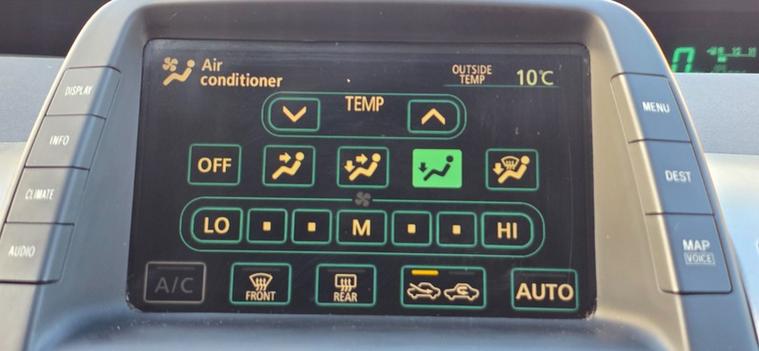 Air
conditioner
OUTSIDE
TEMP
10°C
DISPLAY
INFO
CLIMATE
AUDIO
TEMP
OFF
LO
M
HI
A/C
FRONT
REAR
AUTO
MENU
DEST
MAP
VOICE
0